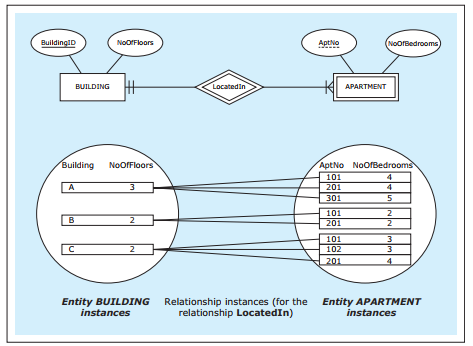 BuildingID NoOfFloors AptNo NoOfBedrooms
BUILDING LocatedIn APARTMENT
Building NoOfFloors AptNo NoOfBedrooms
A 3
B 2
C 2
101 4
201 4
301 5
101 2
201 2
101 3
102 3
201 4
Entity BUILDING
instances
Relationship instances (for the
relationship LocatedIn)
Entity APARTMENT
instances